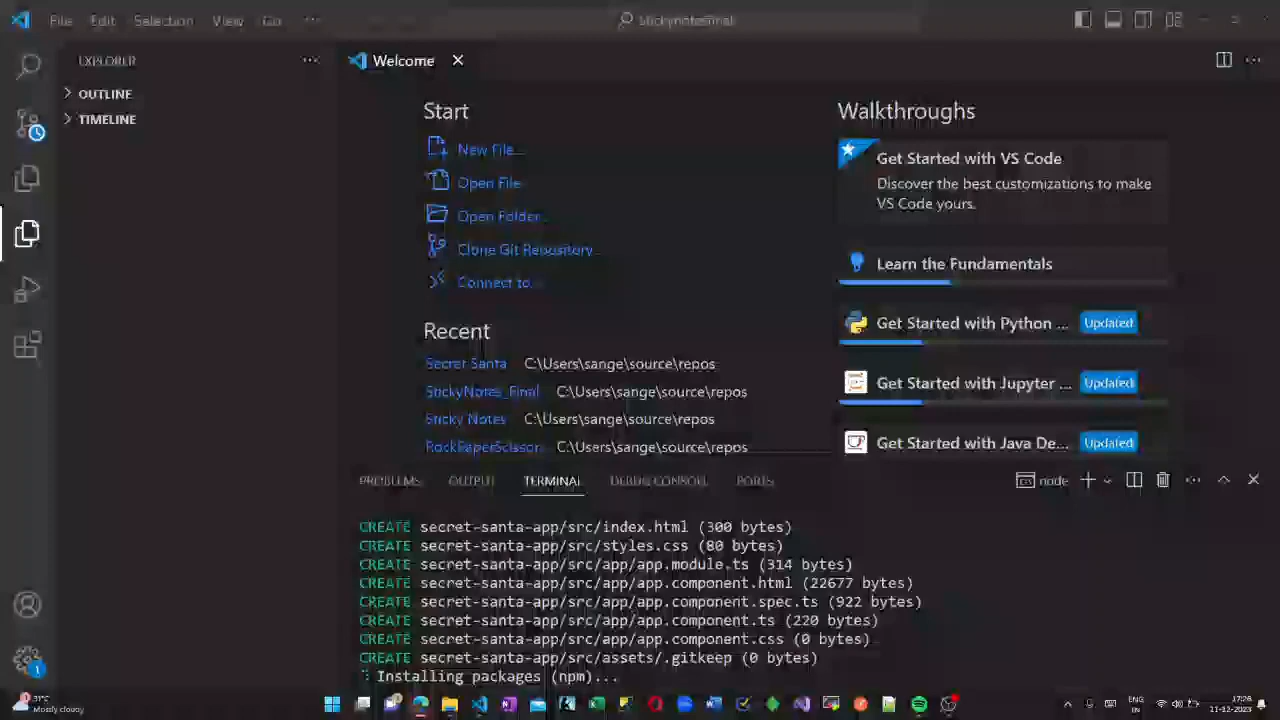 File Edit Selection View Go ... stickynotefinal
EXPLORER
OUTLINE
TIMELINE
Welcome
Start
New File...
Open File...
Open Folder...
Clone Git Repository...
Connect to...
Recent
Secret Santa C:\Users\sange\source\repos
StickyNotes_Final C:\Users\sange\source\repos
Sticky Notes C:\Users\sange\source\repos
RockPaperScissor C:\Users\sange\source\repos
Walkthroughs
Get Started with VS Code
Discover the best customizations to make
VS Code yours.
Learn the Fundamentals
Get Started with Python ... Updated
Get Started with Jupyter ... Updated
Get Started with Java De... Updated
PROBLEMS OUTPUT TERMINAL DEBUG CONSOLE PORTS node
CREATE secret-santa-app/src/index.html (300 bytes)
CREATE secret-santa-app/src/styles.css (80 bytes)
CREATE secret-santa-app/src/app/app.module.ts (314 bytes)
CREATE secret-santa-app/src/app/app.component.html (22677 bytes)
CREATE secret-santa-app/src/app/app.component.spec.ts (922 bytes)
CREATE secret-santa-app/src/app/app.component.ts (220 bytes)
CREATE secret-santa-app/src/app/app.component.css (0 bytes)
CREATE secret-santa-app/src/assets/.gitkeep (0 bytes)
Installing packages (npm)...
Mostly cloudy
ENG
IN
17:26
11-12-2023